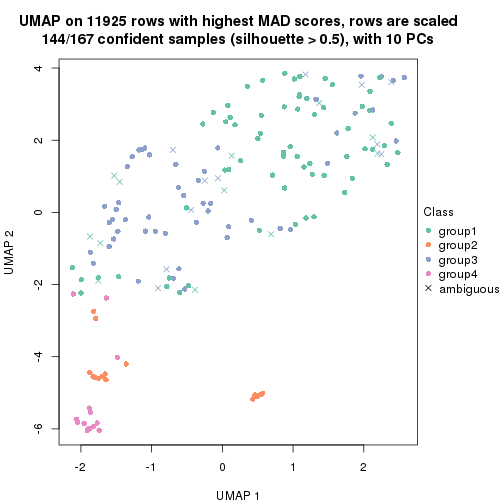 UMAP on 11925 rows with highest MAD scores, rows are scaled
144/167 confident samples (silhouette > 0.5), with 10 PCs
4
2
0
-2
-4
-6
UMAP 2
-2
-1
0
1
2
UMAP 1
Class
group1
group2
group3
group4
ambiguous